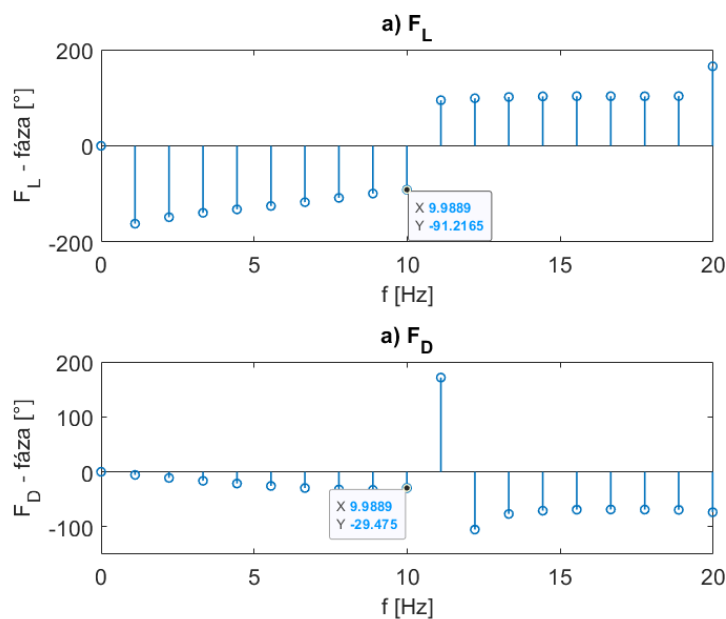 a) F_L
200
0
-200
F_L - fáza [°]
X 9.9889
Y -91.2165
0 5 10 15 20
f [Hz]
a) F_D
200
100
0
-100
F_D - fáza [°]
X 9.9889
Y -29.475
0 5 10 15 20
f [Hz]